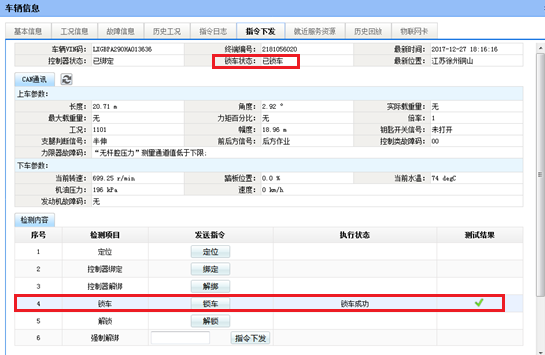 车辆信息
基本信息 工况信息 故障信息 历史工况 指令日志 指令下发 就近服务资源 历史回放 物联网卡
车辆VIN码: LXGBPA290HA013636 终端编号: 2181056020 最新时间: 2017-12-27 18:16:16
控制器状态: 已绑定 锁车状态: 已锁车 最新位置: 江苏徐州铜山
CAN通讯
上车参数:
长度: 20.71 m 角度: 2.92 ° 实际载重量: 无
最大载重量: 无 力矩百分比: 无 倍率: 1
工况: 1101 幅度: 18.96 m 钥匙开关信号: 未打开
支腿判断信号: 半伸 前后方信号: 后方作业 控制类故障码: 00
力限器故障码: “无杆腔压力”测量通道值低于下限;
下车参数:
当前转速: 699.25 r/min 踏板位置: 0.0 % 当前水温: 74 degC
机油压力: 196 kPa 速度: 0 km/h
发动机故障码: 无
检测内容
序号 检测项目 发送指令 执行状态 测试结果
1 定位 定位
2 控制器绑定 绑定
3 控制器解绑 解绑
4 锁车 锁车 锁车成功
5 解锁 解锁
6 强制解绑 指令下发